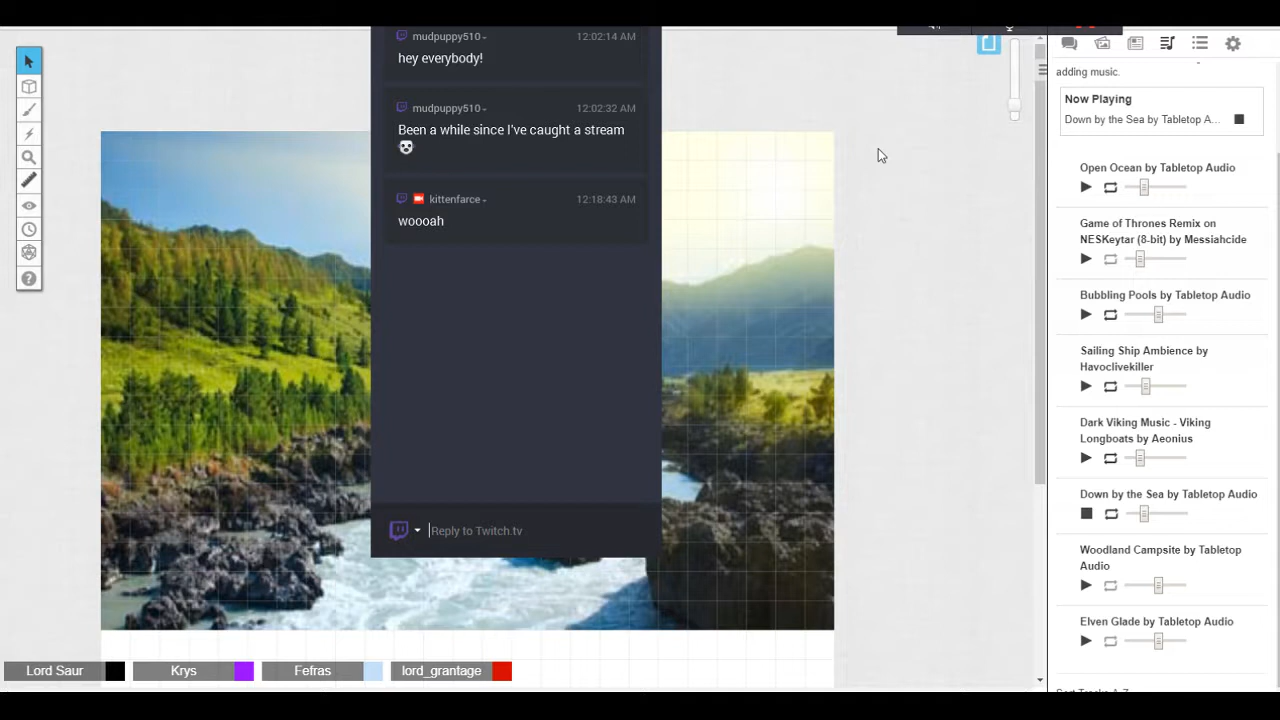 mudpuppy510
12:02:14 AM
hey everybody!
mudpuppy510
12:02:32 AM
Been a while since I've caught a stream
kittenfarce
12:18:43 AM
woooah
Reply to Twitch.tv
Lord Saur
Krys
Fefras
lord_grantage
adding music.
Now Playing
Down by the Sea by Tabletop A...
Open Ocean by Tabletop Audio
Game of Thrones Remix on
NESKeytar (8-bit) by Messiahcide
Bubbling Pools by Tabletop Audio
Sailing Ship Ambience by
Havoclivekiller
Dark Viking Music - Viking
Longboats by Aeonius
Down by the Sea by Tabletop Audio
Woodland Campsite by Tabletop
Audio
Elven Glade by Tabletop Audio